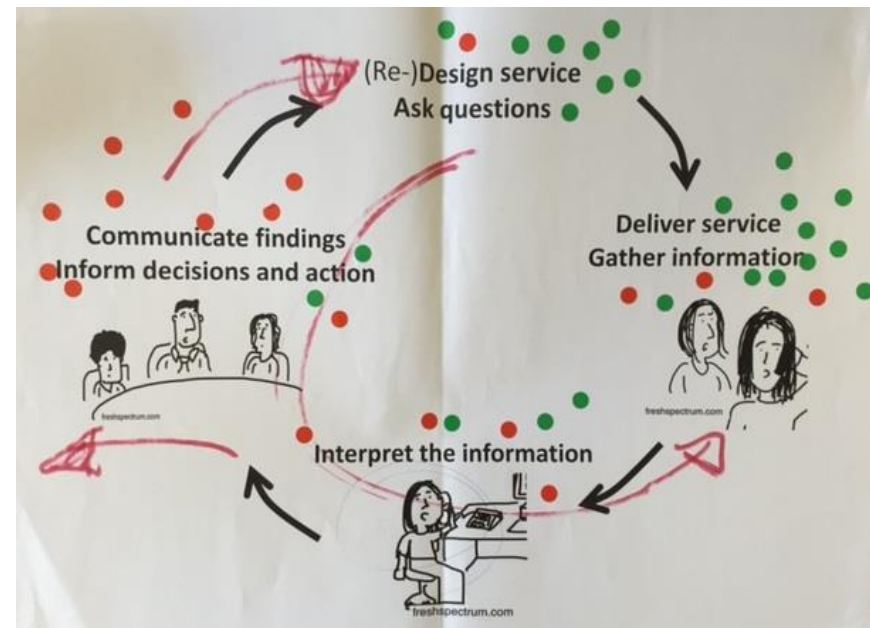 (Re-)Design service
Ask questions
Deliver service
Gather information
Communicate findings
Inform decisions and action
freshspectrum.com
freshspectrum.com
Interpret the information
freshspectrum.com